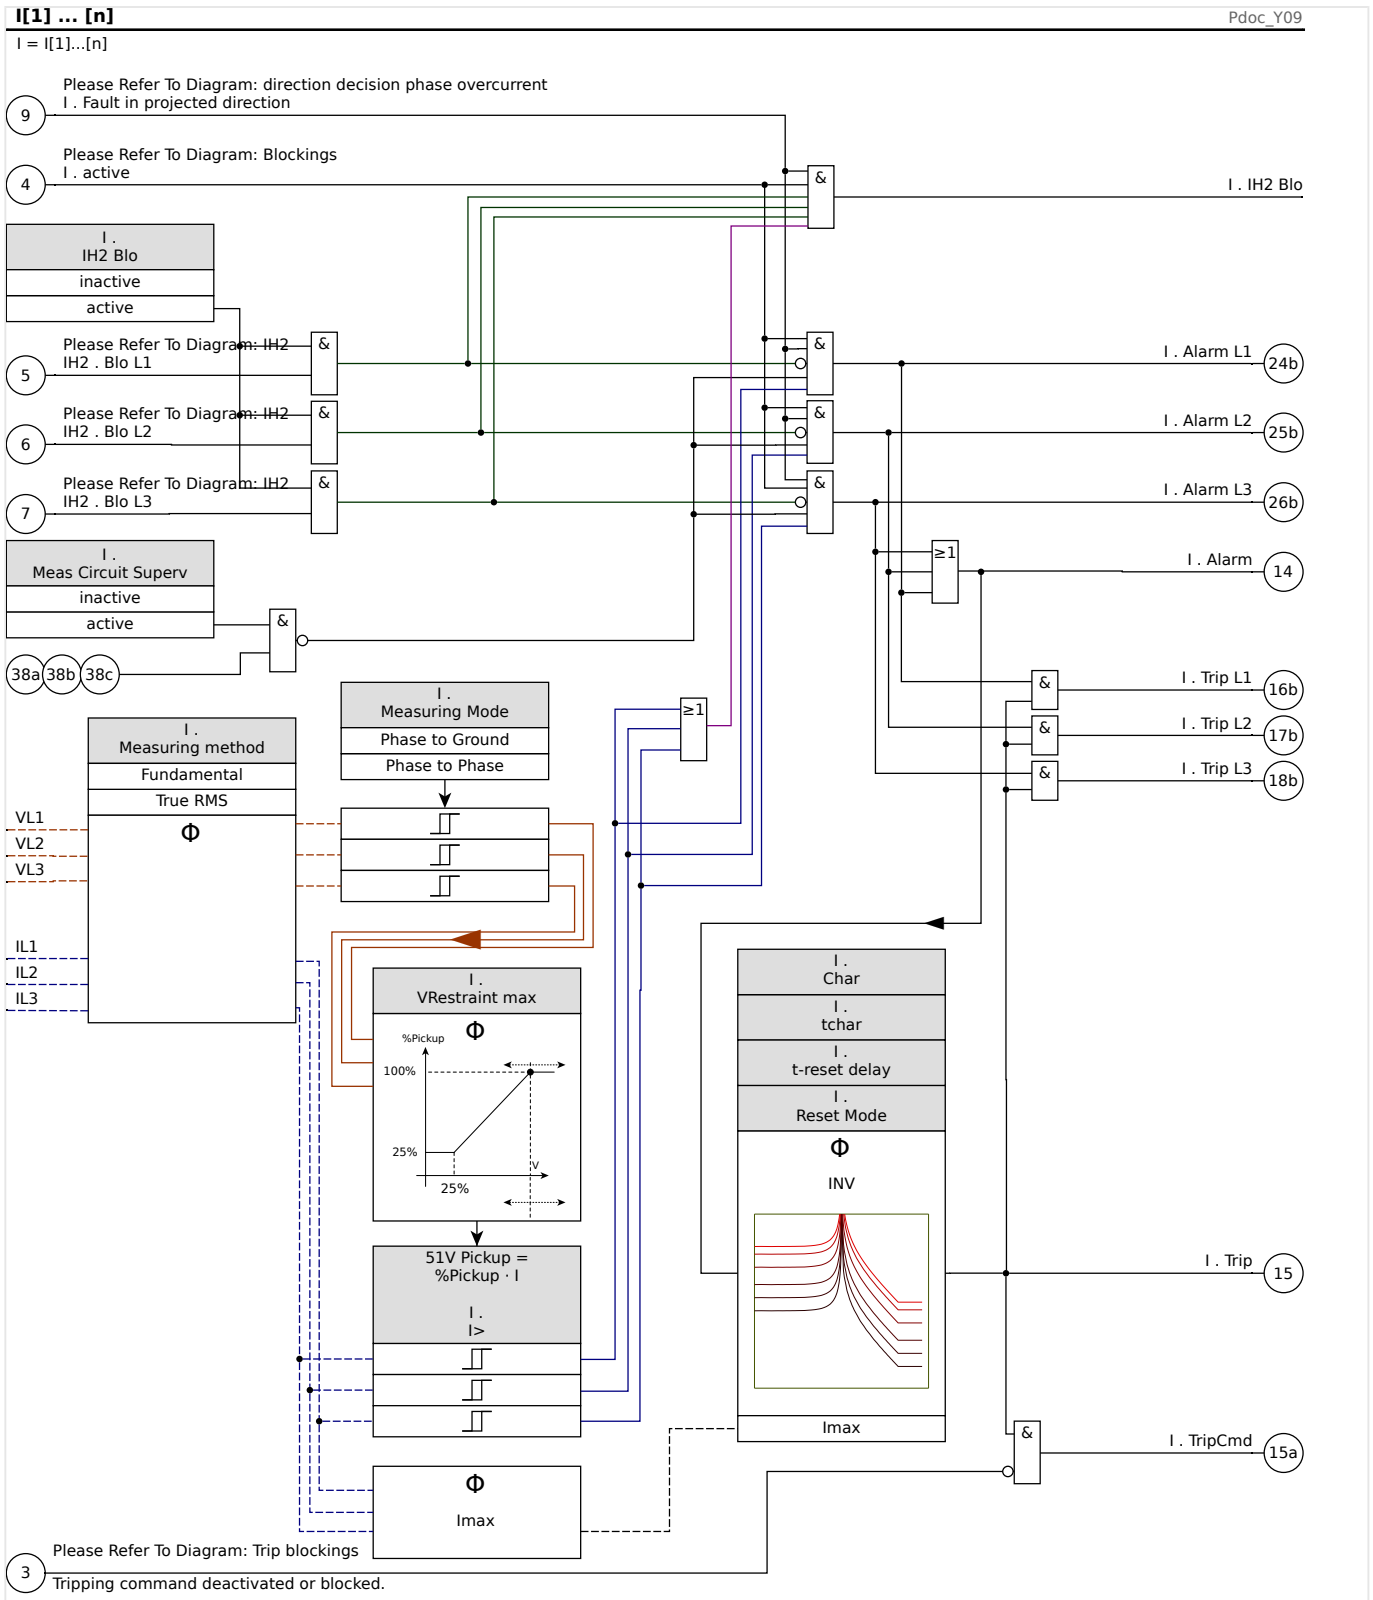 I[1] ... [n]
Pdoc_Y09
I = I[1]...[n]
Please Refer To Diagram: direction decision phase overcurrent
I . Fault in projected direction
9
Please Refer To Diagram: Blockings
I . active
4
&
I . IH2 Blo
I .
IH2 Blo
inactive
active
Please Refer To Diagram: IH2
IH2 . Blo L1
5
&
&
I . Alarm L1
24b
Please Refer To Diagram: IH2
IH2 . Blo L2
6
&
&
I . Alarm L2
25b
Please Refer To Diagram: IH2
IH2 . Blo L3
7
&
&
I . Alarm L3
26b
I .
Meas Circuit Superv
inactive
active
≥1
I . Alarm
14
&
38a
38b
38c
&
I . Trip L1
16b
&
I . Trip L2
17b
&
I . Trip L3
18b
I .
Measuring Mode
Phase to Ground
Phase to Phase
≥1
I .
Measuring method
Fundamental
True RMS
Φ
VL1
VL2
VL3
IL1
IL2
IL3
I .
VRestraint max
Φ
%Pickup
100%
25%
V
25%
I .
Char
I .
tchar
I .
t-reset delay
I .
Reset Mode
Φ
INV
Imax
51V Pickup =
%Pickup · I
I .
I>
I . Trip
15
&
I . TripCmd
15a
Φ
Imax
Please Refer To Diagram: Trip blockings
3
Tripping command deactivated or blocked.